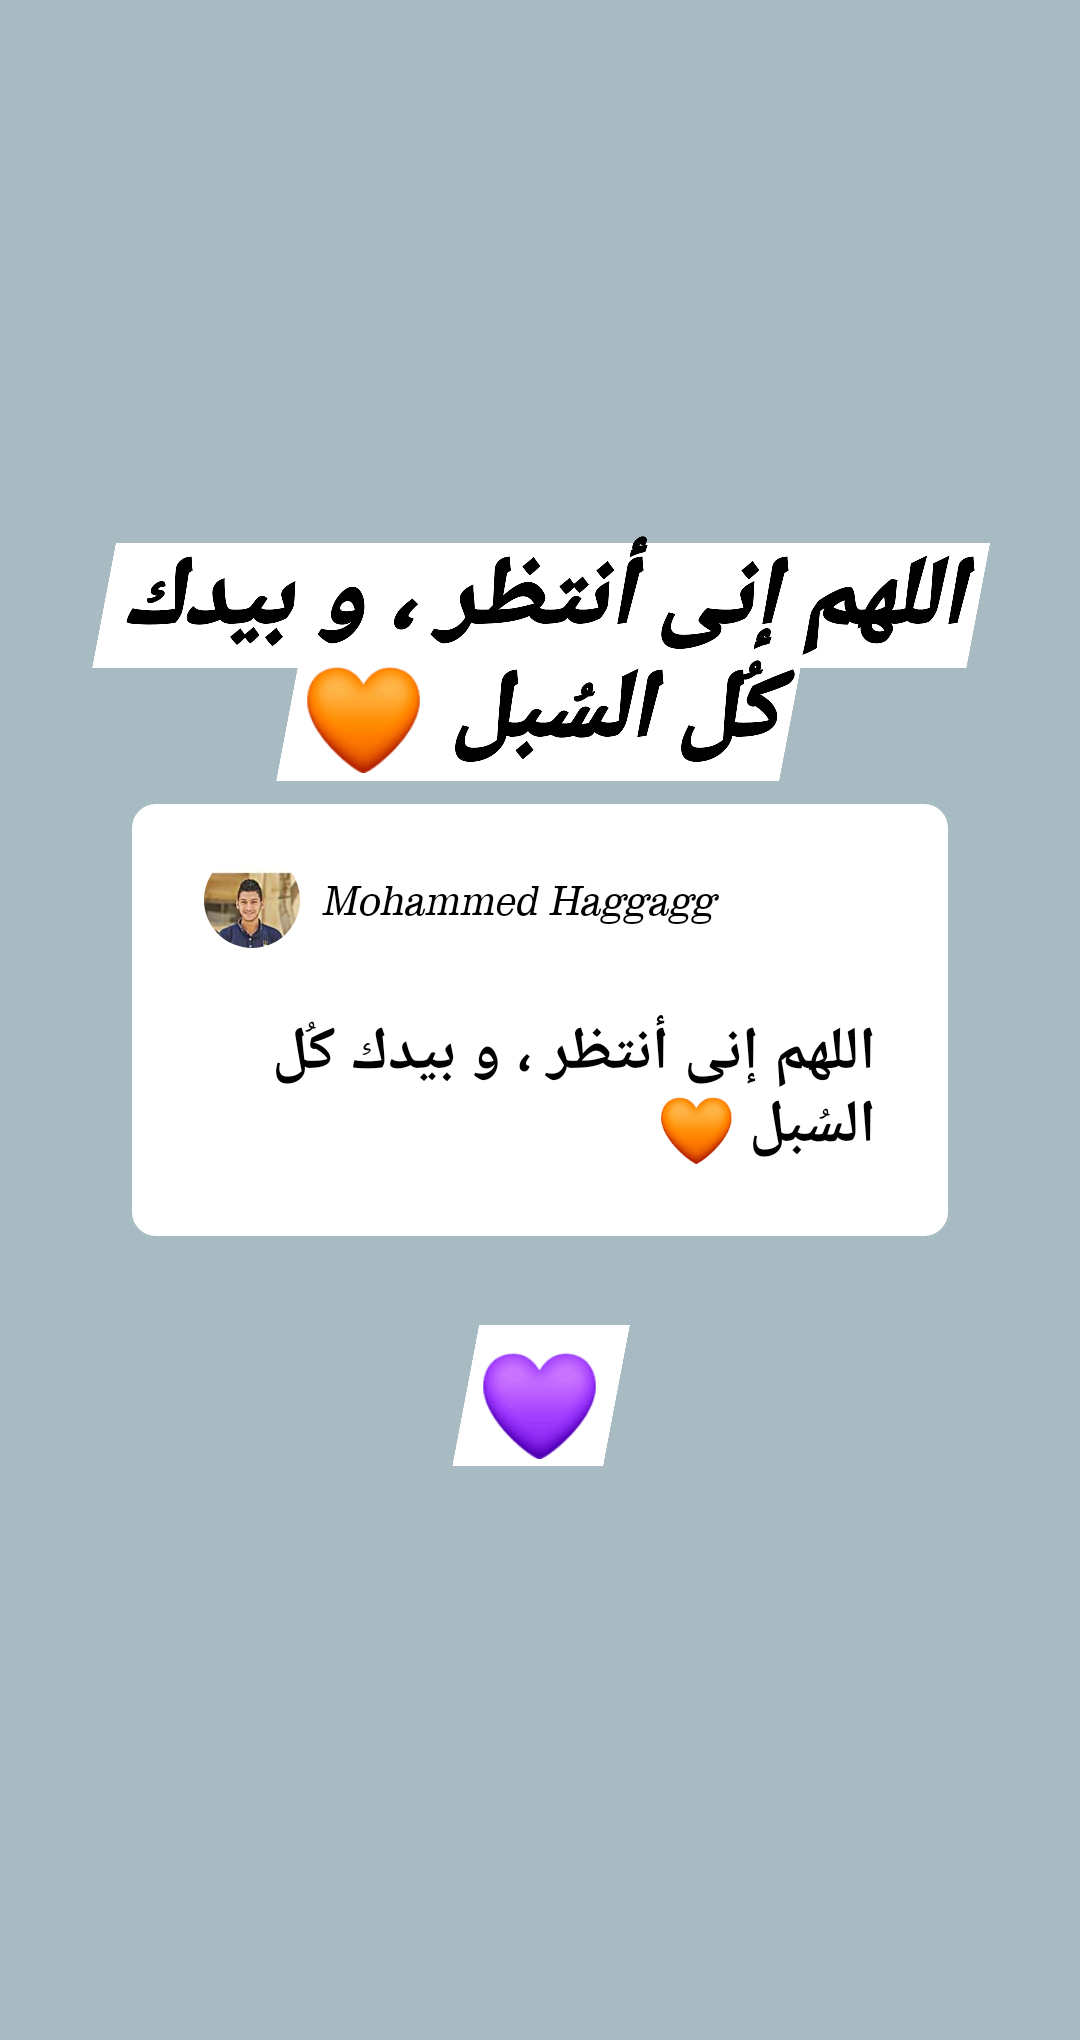 اللهم إنى أنتظر ، و بيدك
كُل السُبل 🧡
Mohammed Haggagg
اللهم إنى أنتظر ، و بيدك كُل
السُبل 🧡
💜